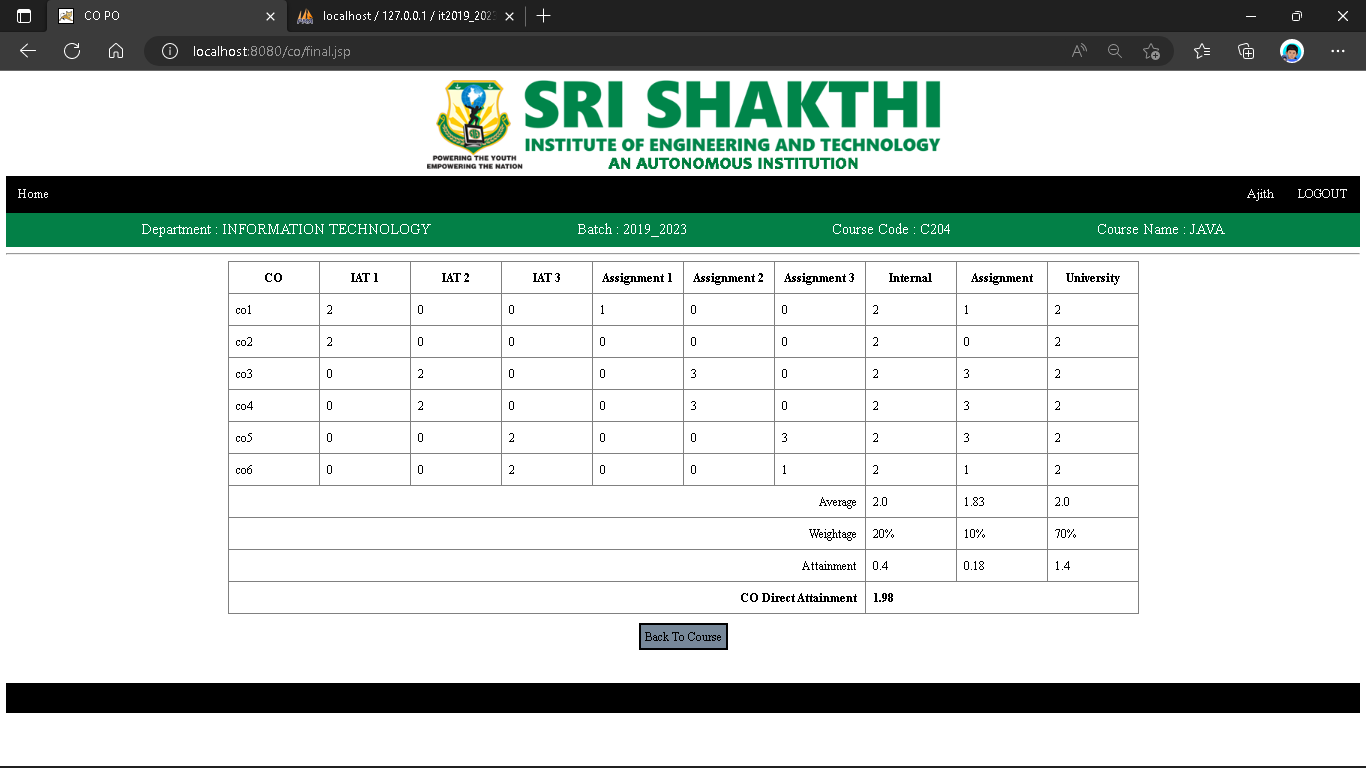 CO PO
localhost / 127.0.0.1 / it2019_202
localhost:8080/co/final.jsp
SRI SHAKTHI
INSTITUTE OF ENGINEERING AND TECHNOLOGY
AN AUTONOMOUS INSTITUTION
POWERING THE YOUTH
EMPOWERING THE NATION
Home Ajith LOGOUT
Department : INFORMATION TECHNOLOGY Batch : 2019_2023 Course Code : C204 Course Name : JAVA
CO IAT 1 IAT 2 IAT 3 Assignment 1 Assignment 2 Assignment 3 Internal Assignment University
co1 2 0 0 1 0 0 2 1 2
co2 2 0 0 0 0 0 2 0 2
co3 0 2 0 0 3 0 2 3 2
co4 0 2 0 0 3 0 2 3 2
co5 0 0 2 0 0 3 2 3 2
co6 0 0 2 0 0 1 2 1 2
Average 2.0 1.83 2.0
Weightage 20% 10% 70%
Attainment 0.4 0.18 1.4
CO Direct Attainment 1.98
Back To Course